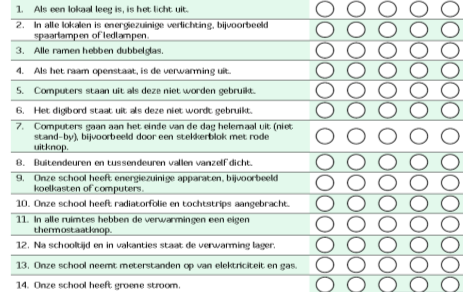 1. Als een lokaal leeg is, is het licht uit.
2. In alle lokalen is energiezuinige verlichting, bijvoorbeeld
spaarlampen of ledlampen.
3. Alle ramen hebben dubbelglas.
4. Als het raam openstaat, is de verwarming uit.
5. Computers staan uit als deze niet worden gebruikt.
6. Het digibord staat uit als deze niet wordt gebruikt.
7. Computers gaan aan het einde van de dag helemaal uit (niet
stand-by), bijvoorbeeld door een stekkerblok met rode
uitknop.
8. Buitendeuren en tussendeuren vallen vanzelf dicht.
9. Onze school heeft energiezuinige apparaten, bijvoorbeeld
koelkasten of computers.
10. Onze school heeft radiatorfolie en tochtstrips aangebracht.
11. In alle ruimtes hebben de verwarmingen een eigen
thermostaatknop.
12. Na schooltijd en in vakanties staat de verwarming lager.
13. Onze school neemt meterstanden op van elektriciteit en gas.
14. Onze school heeft groene stroom.